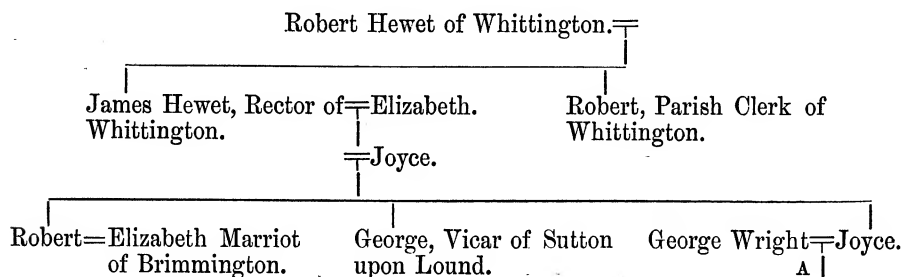 Robert Hewet of Whittington.=
James Hewet, Rector of=Elizabeth. Robert, Parish Clerk of
Whittington. Whittington.
=Joyce.
Robert=Elizabeth Marriot George, Vicar of Sutton George Wright=Joyce.
of Brimmington. upon Lound. A